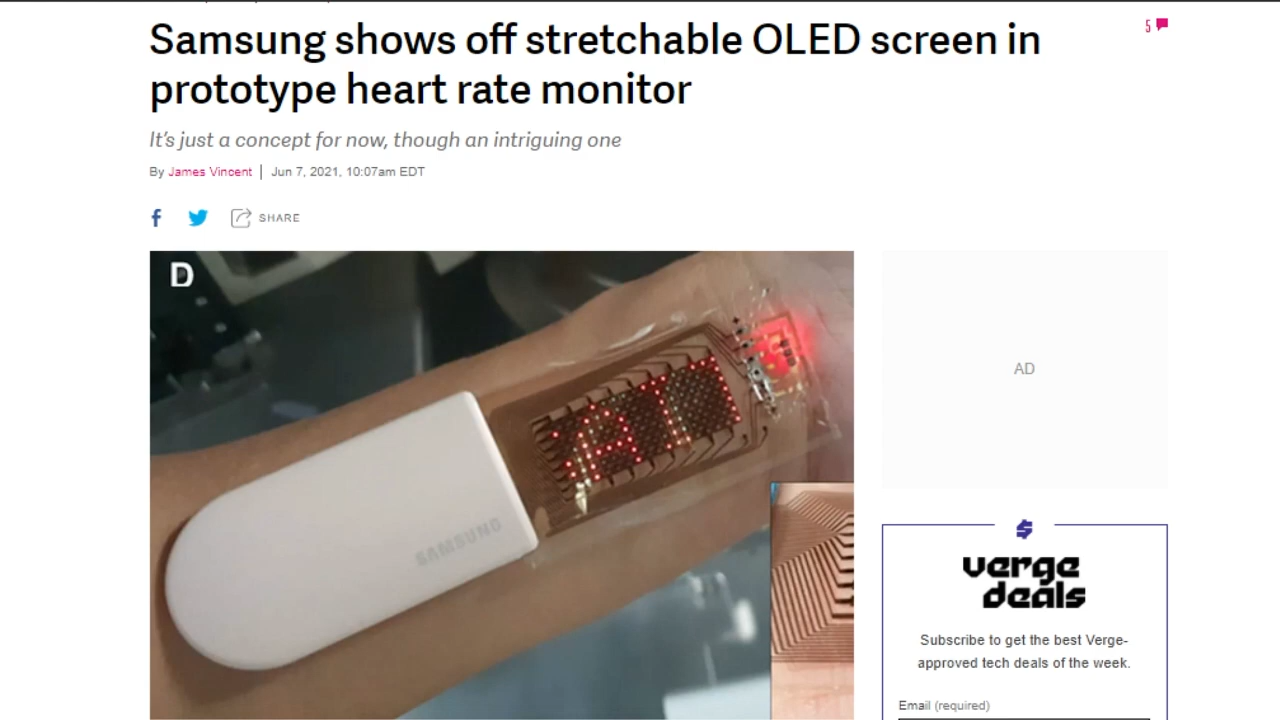 Samsung shows off stretchable OLED screen in
prototype heart rate monitor
5
It's just a concept for now, though an intriguing one
By James Vincent | Jun 7, 2021, 10:07am EDT
SHARE
D
AI
SAMSUNG
AD
verge
deals
Subscribe to get the best Verge-
approved tech deals of the week.
Email (required)